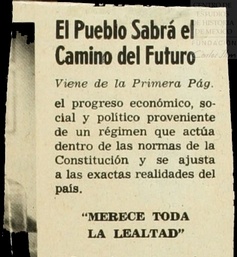 El Pueblo Sabrá el
Camino del Futuro
Viene de la Primera Pág.
el progreso económico, so-
cial y político proveniente
de un régimen que actúa
dentro de las normas de la
Constitución y se ajusta
a las exactas realidades del
país.
"MERECE TODA
LA LEALTAD"